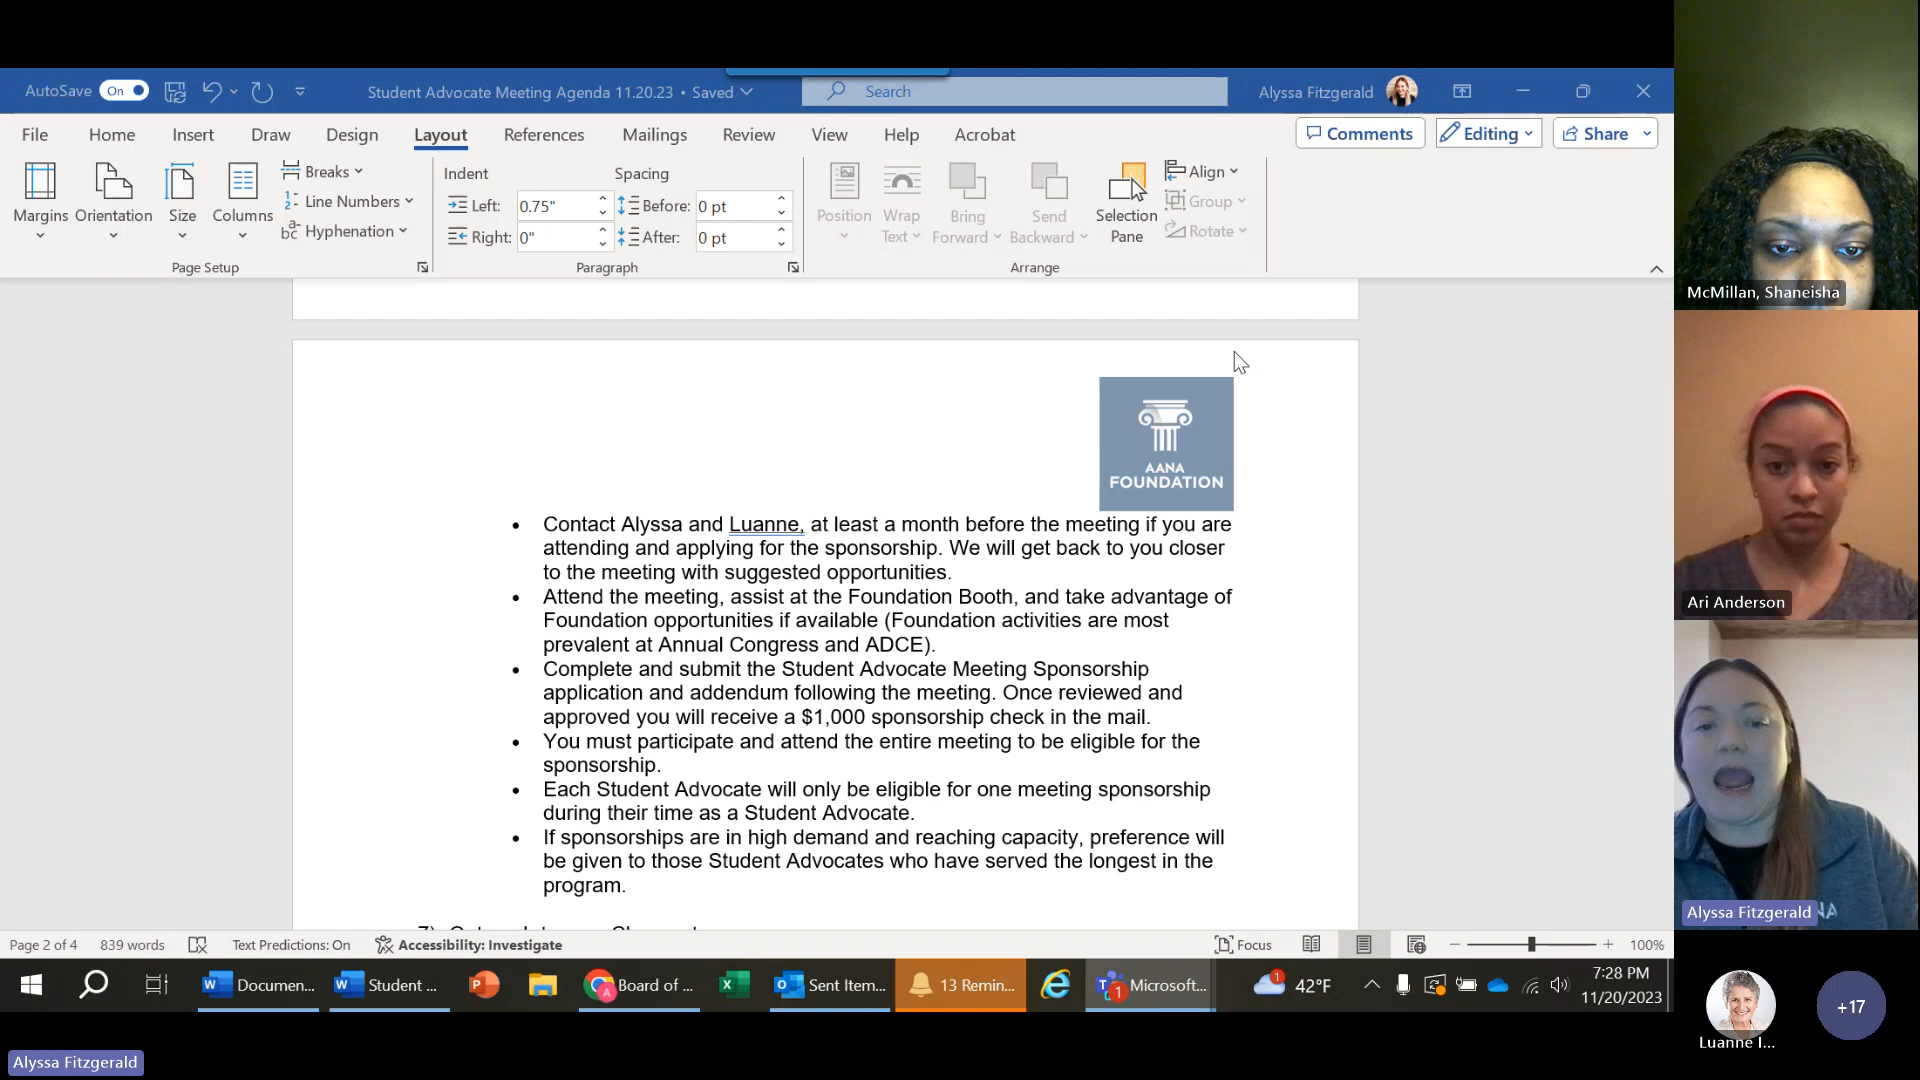 AutoSave On Student Advocate Meeting Agenda 11.20.23 • Saved Search Alyssa Fitzgerald
File Home Insert Draw Design Layout References Mailings Review View Help Acrobat Comments Editing Share
Margins Orientation Size Columns Breaks Line Numbers Hyphenation
Page Setup
Indent Spacing
Left: 0.75" Before: 0 pt
Right: 0" After: 0 pt
Paragraph
Position Wrap Text Bring Forward Send Backward Selection Pane Align Group Rotate
Arrange
AANA
FOUNDATION
• Contact Alyssa and Luanne, at least a month before the meeting if you are
attending and applying for the sponsorship. We will get back to you closer
to the meeting with suggested opportunities.
• Attend the meeting, assist at the Foundation Booth, and take advantage of
Foundation opportunities if available (Foundation activities are most
prevalent at Annual Congress and ADCE).
• Complete and submit the Student Advocate Meeting Sponsorship
application and addendum following the meeting. Once reviewed and
approved you will receive a $1,000 sponsorship check in the mail.
• You must participate and attend the entire meeting to be eligible for the
sponsorship.
• Each Student Advocate will only be eligible for one meeting sponsorship
during their time as a Student Advocate.
• If sponsorships are in high demand and reaching capacity, preference will
be given to those Student Advocates who have served the longest in the
program.
Page 2 of 4 839 words Text Predictions: On Accessibility: Investigate Focus 100%
Documen... Student ... Board of ... Sent Item... 13 Remin... 1 Microsoft... 1 42°F 7:28 PM
11/20/2023
McMillan, Shaneisha
Ari Anderson
Alyssa Fitzgerald
Luanne I...
+17
Alyssa Fitzgerald